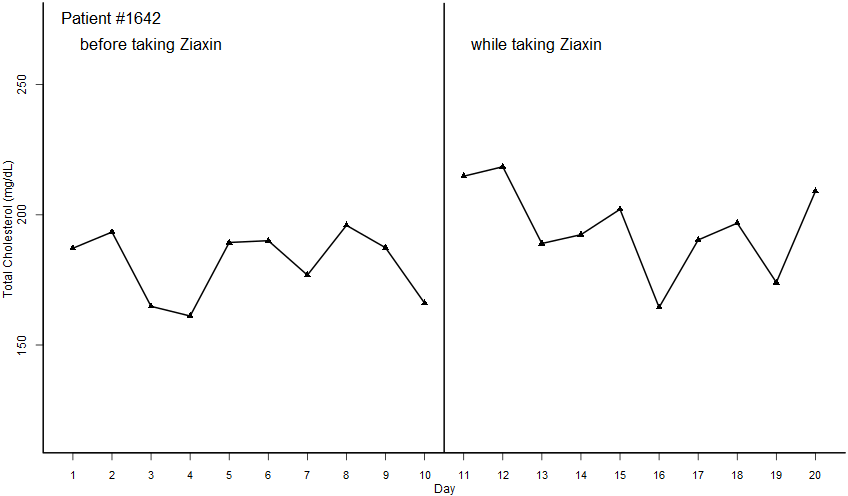 Patient #1642
before taking Ziaxin
while taking Ziaxin
Total Cholesterol (mg/dL)
250
200
150
1 2 3 4 5 6 7 8 9 10 11 12 13 14 15 16 17 18 19 20
Day